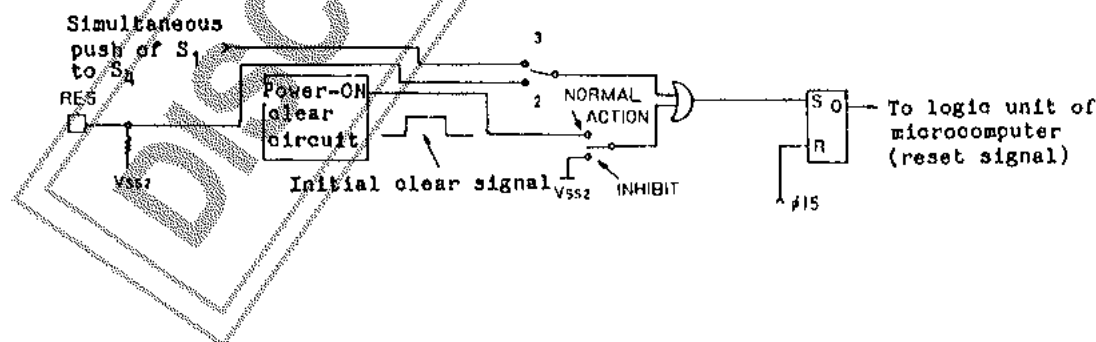 Simultaneous
push of S1
to S4
RES
VSS2
Power-ON
clear
circuit
Initial clear signal
3
2
NORMAL
ACTION
VSS2
INHIBIT
S O
R
φ15
To logic unit of
microcomputer
(reset signal)